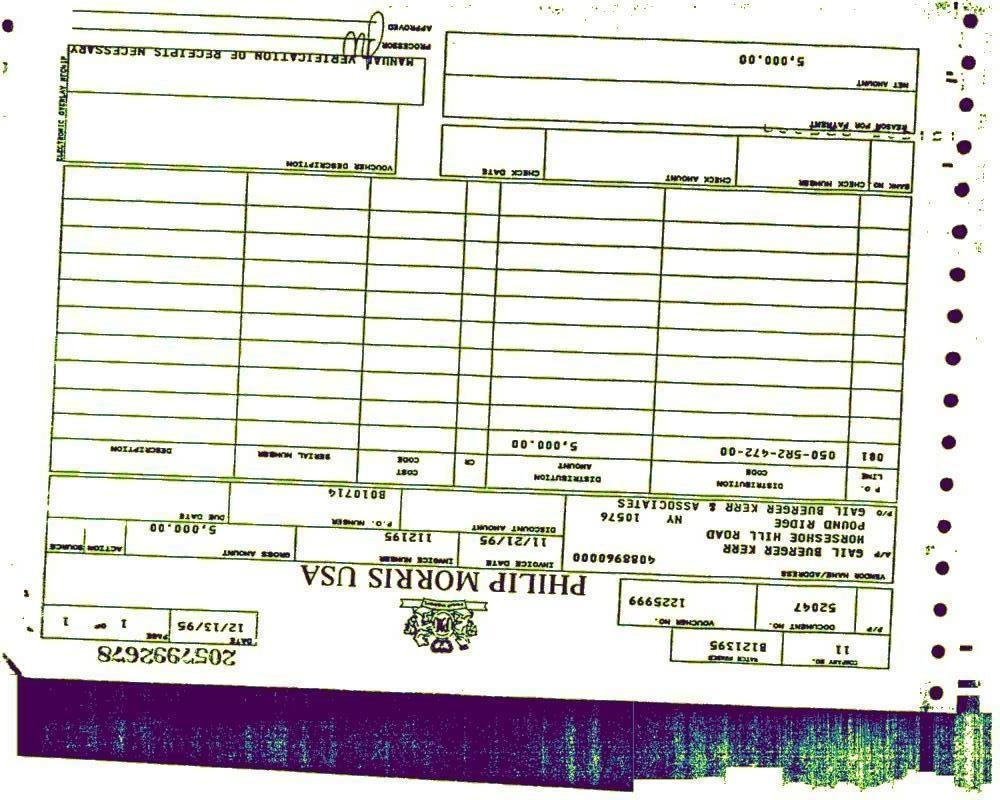 2057992678
COMPANY NO. BATCH NUMBER
11 B121395
DATE PAGE
12/13/95 1 OF 1
P/P DOCUMENT NO. VOUCHER NO.
52047 1225999
PHILIP MORRIS USA
VENDOR NAME/ADDRESS
4088960000
A/P GAIL BUERGER KERR
HORSESHOE HILL ROAD
POUND RIDGE NY 10576
P/O GAIL BUERGER KERR & ASSOCIATES
INVOICE DATE INVOICE NUMBER GROSS AMOUNT ACTION SOURCE
11/21/95 112195 5,000.00
DISCOUNT AMOUNT P.O. NUMBER DUE DATE
B010714
P.O. LINE DISTRIBUTION CODE DISTRIBUTION AMOUNT CR COST CODE SERIAL NUMBER DESCRIPTION
081 050-5R2-472-00 5,000.00
BANK NO. CHECK NUMBER CHECK AMOUNT CHECK DATE
VOUCHER DESCRIPTION
REASON FOR PAYMENT
NET AMOUNT
5,000.00
MANUAL VERIFICATION OF RECEIPTS NECESSARY
PROCESSOR
APPROVED